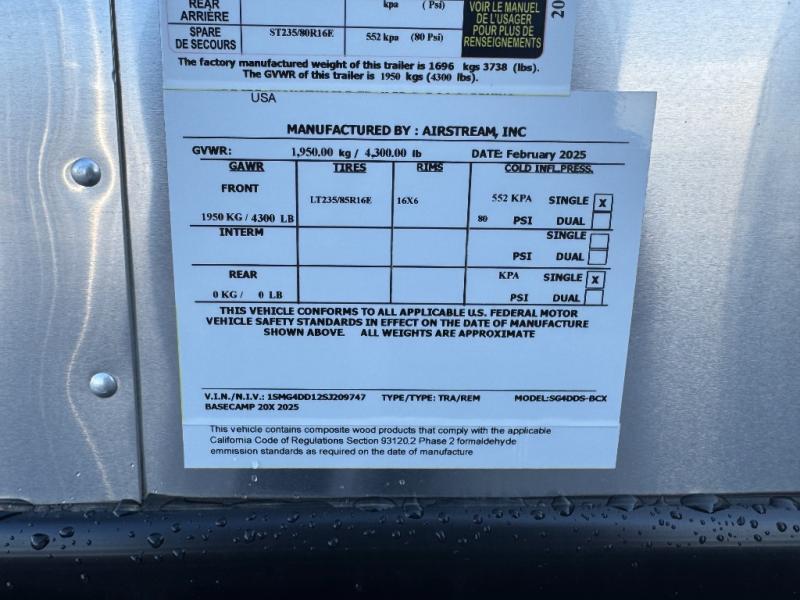 REAR
ARRIÈRE
kpa ( Psi)
SPARE
DE SECOURS
ST235/80R16E
552 kpa (80 Psi)
VOIR LE MANUEL
DE L'USAGER
POUR PLUS DE
RENSEIGNEMENTS
20
The factory manufactured weight of this trailer is 1696 kgs 3738 (lbs).
The GVWR of this trailer is 1950 kgs (4300 lbs).
USA
MANUFACTURED BY : AIRSTREAM, INC
GVWR: 1,950.00 kg / 4,300.00 lb DATE: February 2025
GAWR TIRES RIMS COLD INFL.PRESS.
FRONT
LT235/85R16E 16X6 552 KPA SINGLE X
1950 KG / 4300 LB 80 PSI DUAL
INTERM SINGLE
PSI DUAL
REAR KPA SINGLE X
0 KG / 0 LB PSI DUAL
THIS VEHICLE CONFORMS TO ALL APPLICABLE U.S. FEDERAL MOTOR
VEHICLE SAFETY STANDARDS IN EFFECT ON THE DATE OF MANUFACTURE
SHOWN ABOVE. ALL WEIGHTS ARE APPROXIMATE
V.I.N./N.I.V.: 1SMG4DD12SJ209747 TYPE/TYPE: TRA/REM MODEL:SG4DDS-BCX
BASECAMP 20X 2025
This vehicle contains composite wood products that comply with the applicable
California Code of Regulations Section 93120.2 Phase 2 formaldehyde
emmission standards as required on the date of manufacture